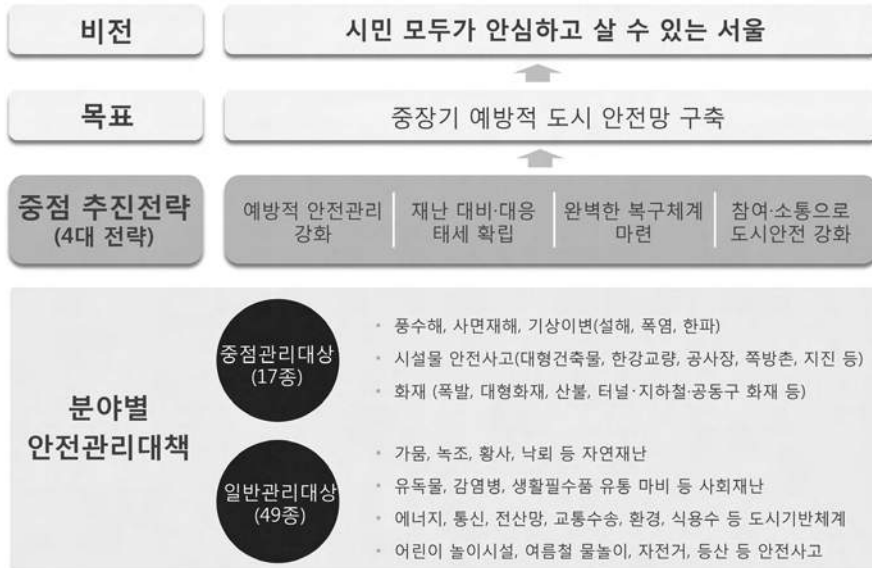 비전
시민 모두가 안심하고 살 수 있는 서울
목표
중장기 예방적 도시 안전망 구축
중점 추진전략
(4대 전략)
예방적 안전관리
강화
재난 대비·대응
태세 확립
완벽한 복구체계
마련
참여·소통으로
도시안전 강화
분야별
안전관리대책
중점관리대상
(17종)
• 풍수해, 사면재해, 기상이변(설해, 폭염, 한파)
• 시설물 안전사고(대형건축물, 한강교량, 공사장, 쪽방촌, 지진 등)
• 화재 (폭발, 대형화재, 산불, 터널·지하철·공동구 화재 등)
일반관리대상
(49종)
• 가뭄, 녹조, 황사, 낙뢰 등 자연재난
• 유독물, 감염병, 생활필수품 유통 마비 등 사회재난
• 에너지, 통신, 전산망, 교통수송, 환경, 식용수 등 도시기반체계
• 어린이 놀이시설, 여름철 물놀이, 자전거, 등산 등 안전사고